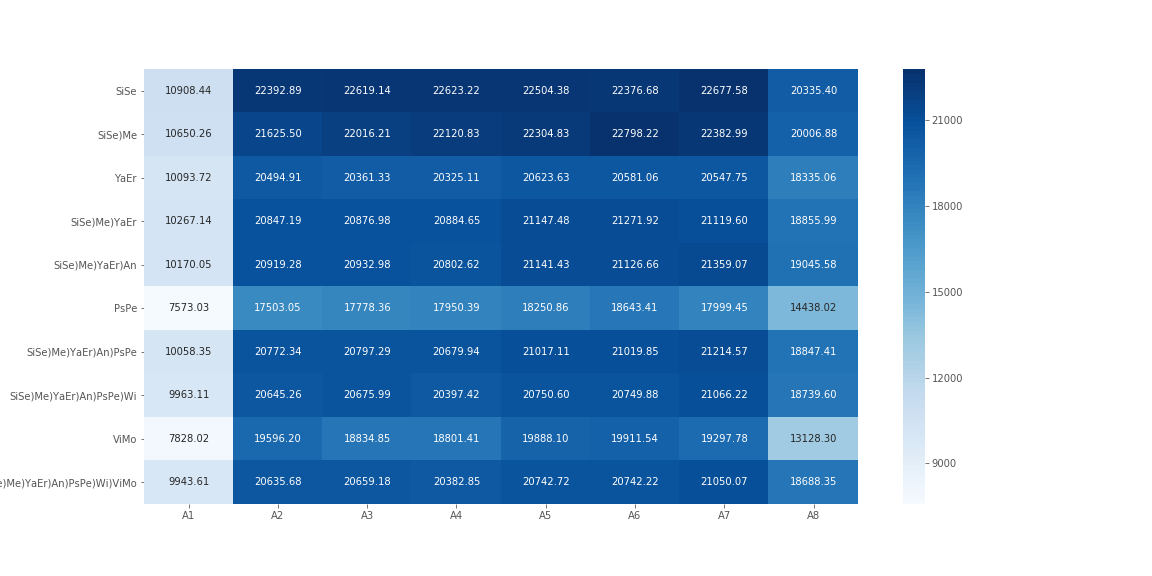 SiSe 10908.44 22392.89 22619.14 22623.22 22504.38 22376.68 22677.58 20335.40
21000
SiSe)Me 10650.26 21625.50 22016.21 22120.83 22304.83 22798.22 22382.99 20006.88
YaEr 10093.72 20494.91 20361.33 20325.11 20623.63 20581.06 20547.75 18335.06
18000
SiSe)Me)YaEr 10267.14 20847.19 20876.98 20884.65 21147.48 21271.92 21119.60 18855.99
SiSe)Me)YaEr)An 10170.05 20919.28 20932.98 20802.62 21141.43 21126.66 21359.07 19045.58
15000
PsPe 7573.03 17503.05 17778.36 17950.39 18250.86 18643.41 17999.45 14438.02
SiSe)Me)YaEr)An)PsPe 10058.35 20772.34 20797.29 20679.94 21017.11 21019.85 21214.57 18847.41
12000
SiSe)Me)YaEr)An)PsPe)Wi 9963.11 20645.26 20675.99 20397.42 20750.60 20749.88 21066.22 18739.60
ViMo 7828.02 19596.20 18834.85 18801.41 19888.10 19911.54 19297.78 13128.30
9000
e)Me)YaEr)An)PsPe)Wi)ViMo 9943.61 20635.68 20659.18 20382.85 20742.72 20742.22 21050.07 18688.35
A1 A2 A3 A4 A5 A6 A7 A8